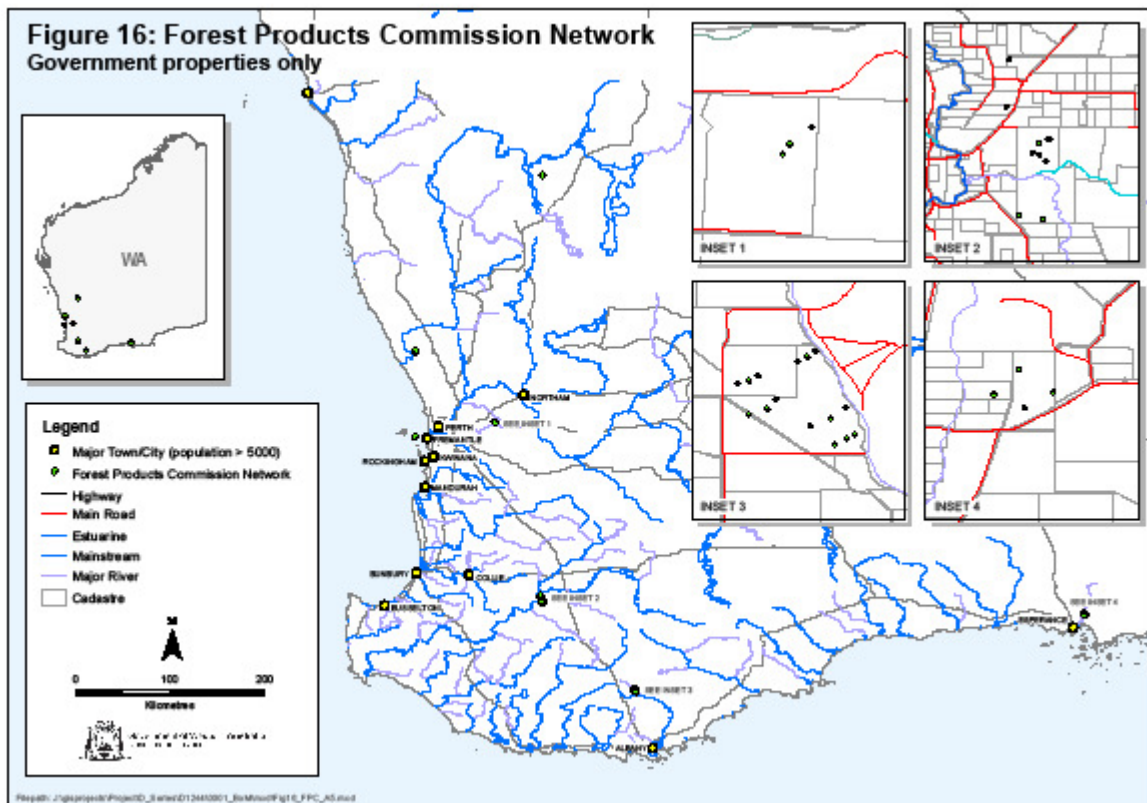 Figure 16: Forest Products Commission Network
Government properties only
WA
Legend
Major Town/City (population > 5000)
Forest Products Commission Network
Highway
Main Road
Estuarine
Mainstream
Major River
Cadastre
N
0 100 200
Kilometres
INSET 1
INSET 2
INSET 3
INSET 4
NORTHAM
SEE INSET 1
PERTH
FREMANTLE
KWINANA
ROCKINGHAM
MANDURAH
BUNBURY
COLLIE
SEE INSET 2
BUSSELTON
SEE INSET 4
ESPERANCE
SEE INSET 3
ALBANY